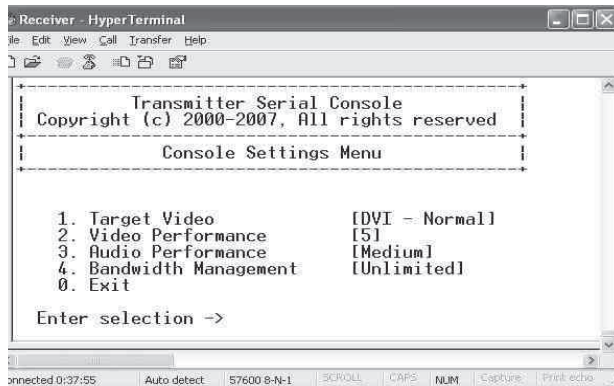 Receiver - HyperTerminal
Edit View Call Transfer Help
Transmitter Serial Console
Copyright (c) 2000-2007, All rights reserved
Console Settings Menu
1. Target Video [DVI - Normal]
2. Video Performance [5]
3. Audio Performance [Medium]
4. Bandwidth Management [Unlimited]
0. Exit
Enter selection ->
onnected 0:37:55 Auto detect 57600 8-N-1 SCROLL CAPS NUM Capture Print echo